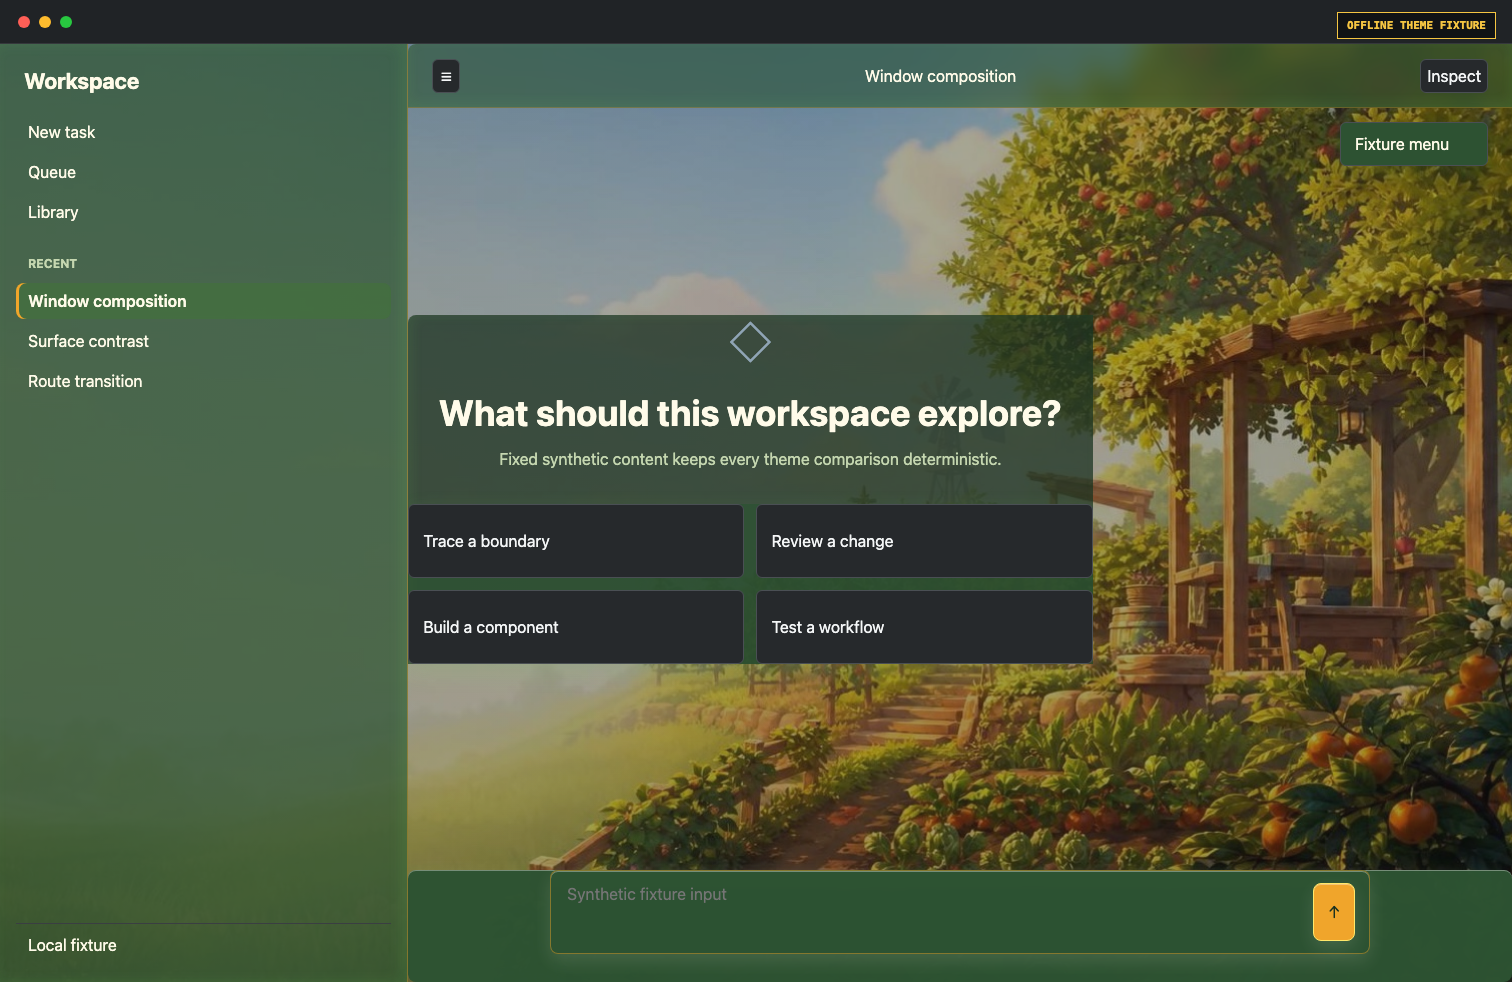 OFFLINE THEME FIXTURE
Workspace
New task
Queue
Library
RECENT
Window composition
Surface contrast
Route transition
Local fixture
Window composition
Inspect
Fixture menu
What should this workspace explore?
Fixed synthetic content keeps every theme comparison deterministic.
Trace a boundary
Review a change
Build a component
Test a workflow
Synthetic fixture input